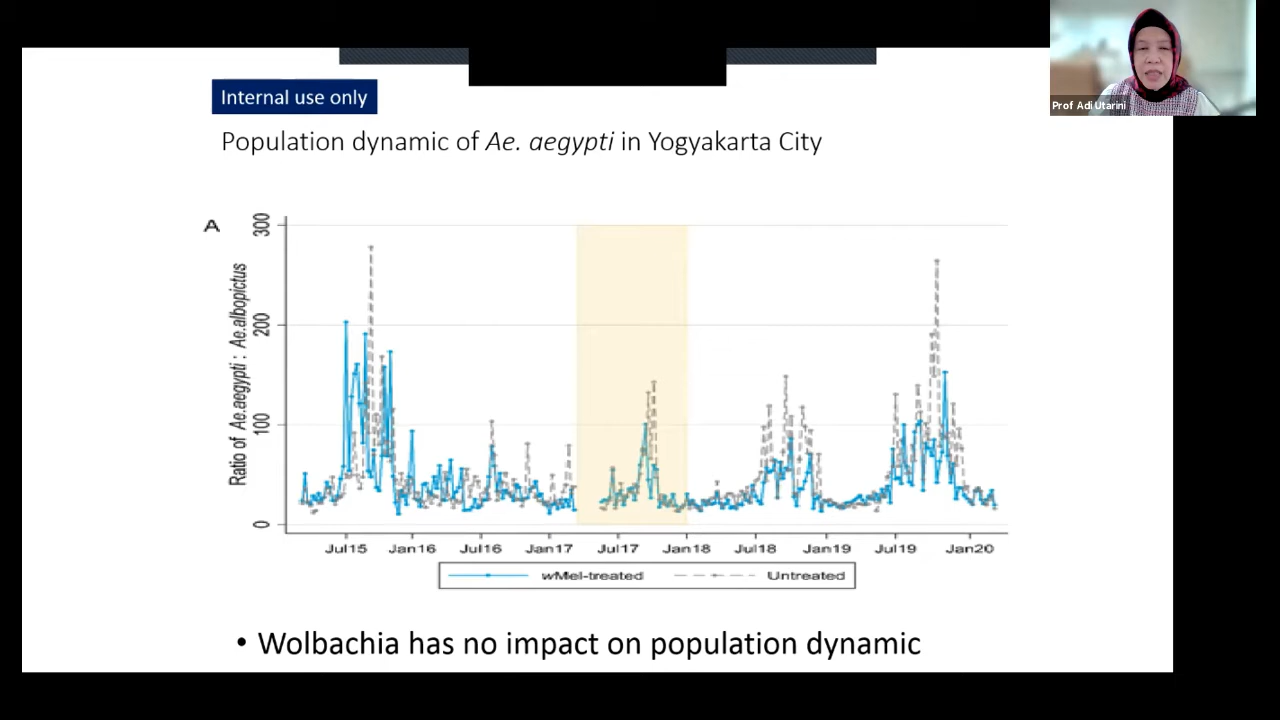 Prof Adi Utarini
Internal use only
Population dynamic of Ae. aegypti in Yogyakarta City
A
Ratio of Ae.aegypti : Ae.albopictus
300
200
100
0
Jul15 Jan16 Jul16 Jan17 Jul17 Jan18 Jul18 Jan19 Jul19 Jan20
wMel-treated Untreated
• Wolbachia has no impact on population dynamic